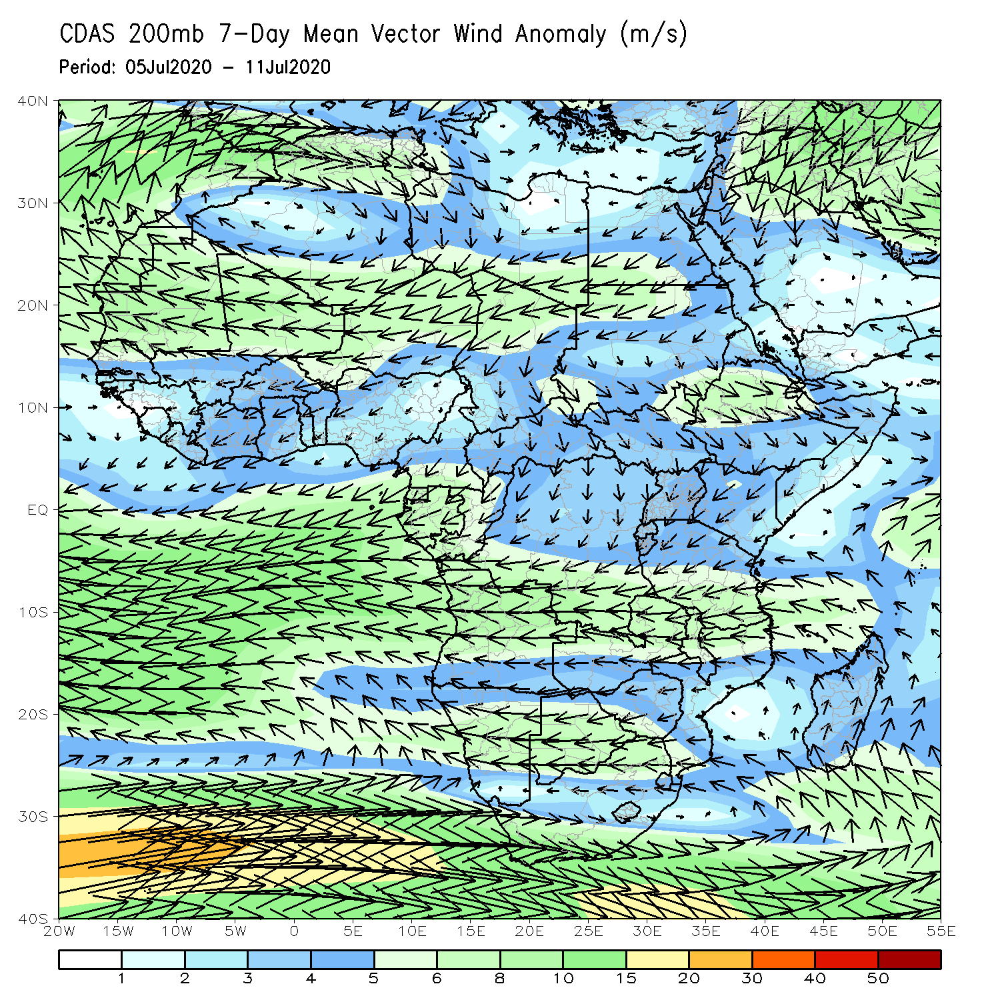 CDAS 200mb 7-Day Mean Vector Wind Anomaly (m/s)
Period: 05Jul2020 - 11Jul2020
40N
30N
20N
10N
EQ
10S
20S
30S
40S
20W 15W 10W 5W 0 5E 10E 15E 20E 25E 30E 35E 40E 45E 50E 55E
1 2 3 4 5 6 8 10 15 20 30 40 50